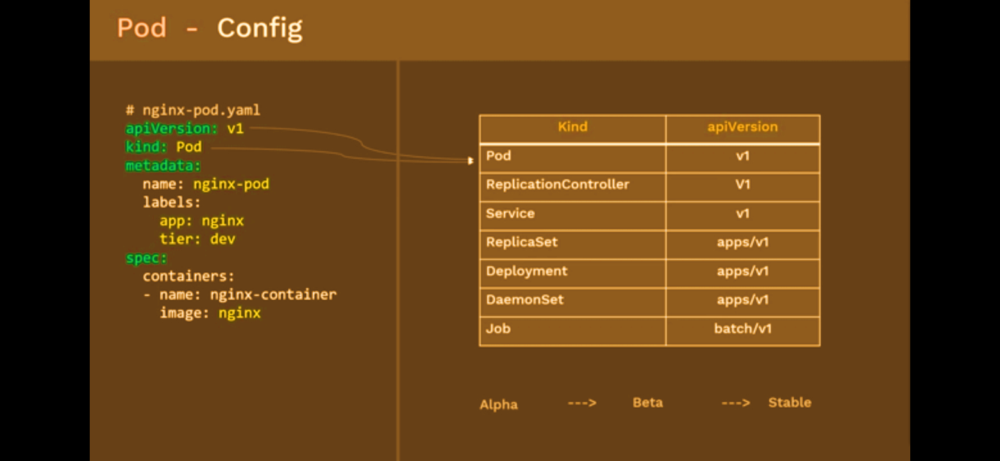 Pod - Config
# nginx-pod.yaml
apiVersion: v1
kind: Pod
metadata:
  name: nginx-pod
  labels:
    app: nginx
    tier: dev
spec:
  containers:
  - name: nginx-container
    image: nginx
Kind apiVersion
Pod v1
ReplicationController V1
Service v1
ReplicaSet apps/v1
Deployment apps/v1
DaemonSet apps/v1
Job batch/v1
Alpha ---> Beta ---> Stable